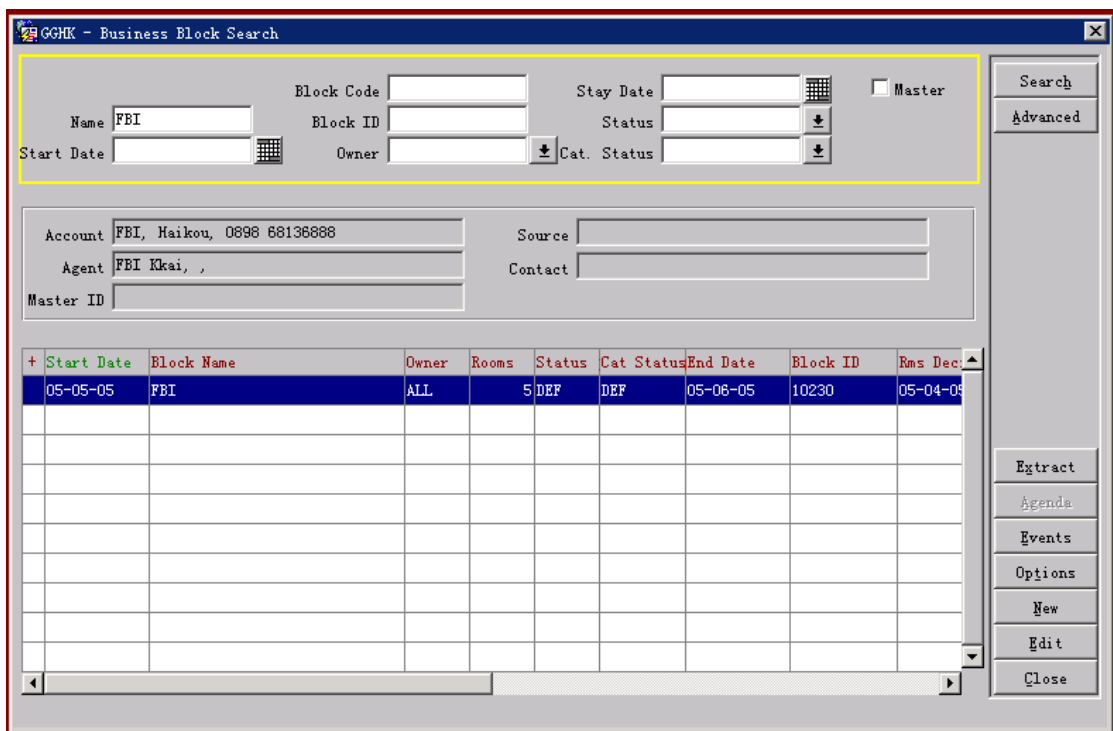 GGHK - Business Block Search
Block Code Stay Date Master
Name FBI Block ID Status
Start Date Owner Cat. Status
Search
Advanced
Account FBI, Haikou, 0898 68136888 Source
Agent FBI Kkai, , Contact
Master ID
+ Start Date Block Name Owner Rooms Status Cat Status End Date Block ID Rms Dec
05-05-05 FBI ALL 5 DEF DEF 05-06-05 10230 05-04-05
Extract
Agenda
Events
Options
New
Edit
Close